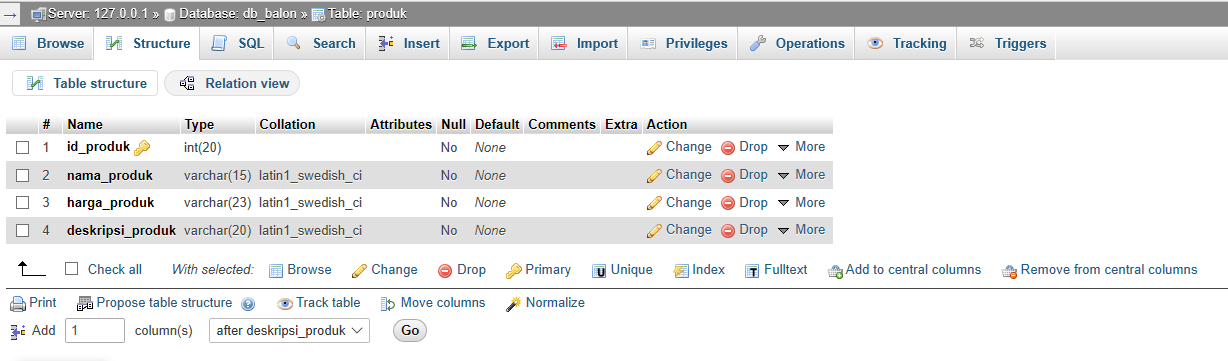 Server: 127.0.0.1 » Database: db_balon » Table: produk
Browse Structure SQL Search Insert Export Import Privileges Operations Tracking Triggers
Table structure Relation view
# Name Type Collation Attributes Null Default Comments Extra Action
1 id_produk int(20) No None Change Drop More
2 nama_produk varchar(15) latin1_swedish_ci No None Change Drop More
3 harga_produk varchar(23) latin1_swedish_ci No None Change Drop More
4 deskripsi_produk varchar(20) latin1_swedish_ci No None Change Drop More
Check all With selected: Browse Change Drop Primary Unique Index Fulltext Add to central columns Remove from central columns
Print Propose table structure Track table Move columns Normalize
Add 1 column(s) after deskripsi_produk Go